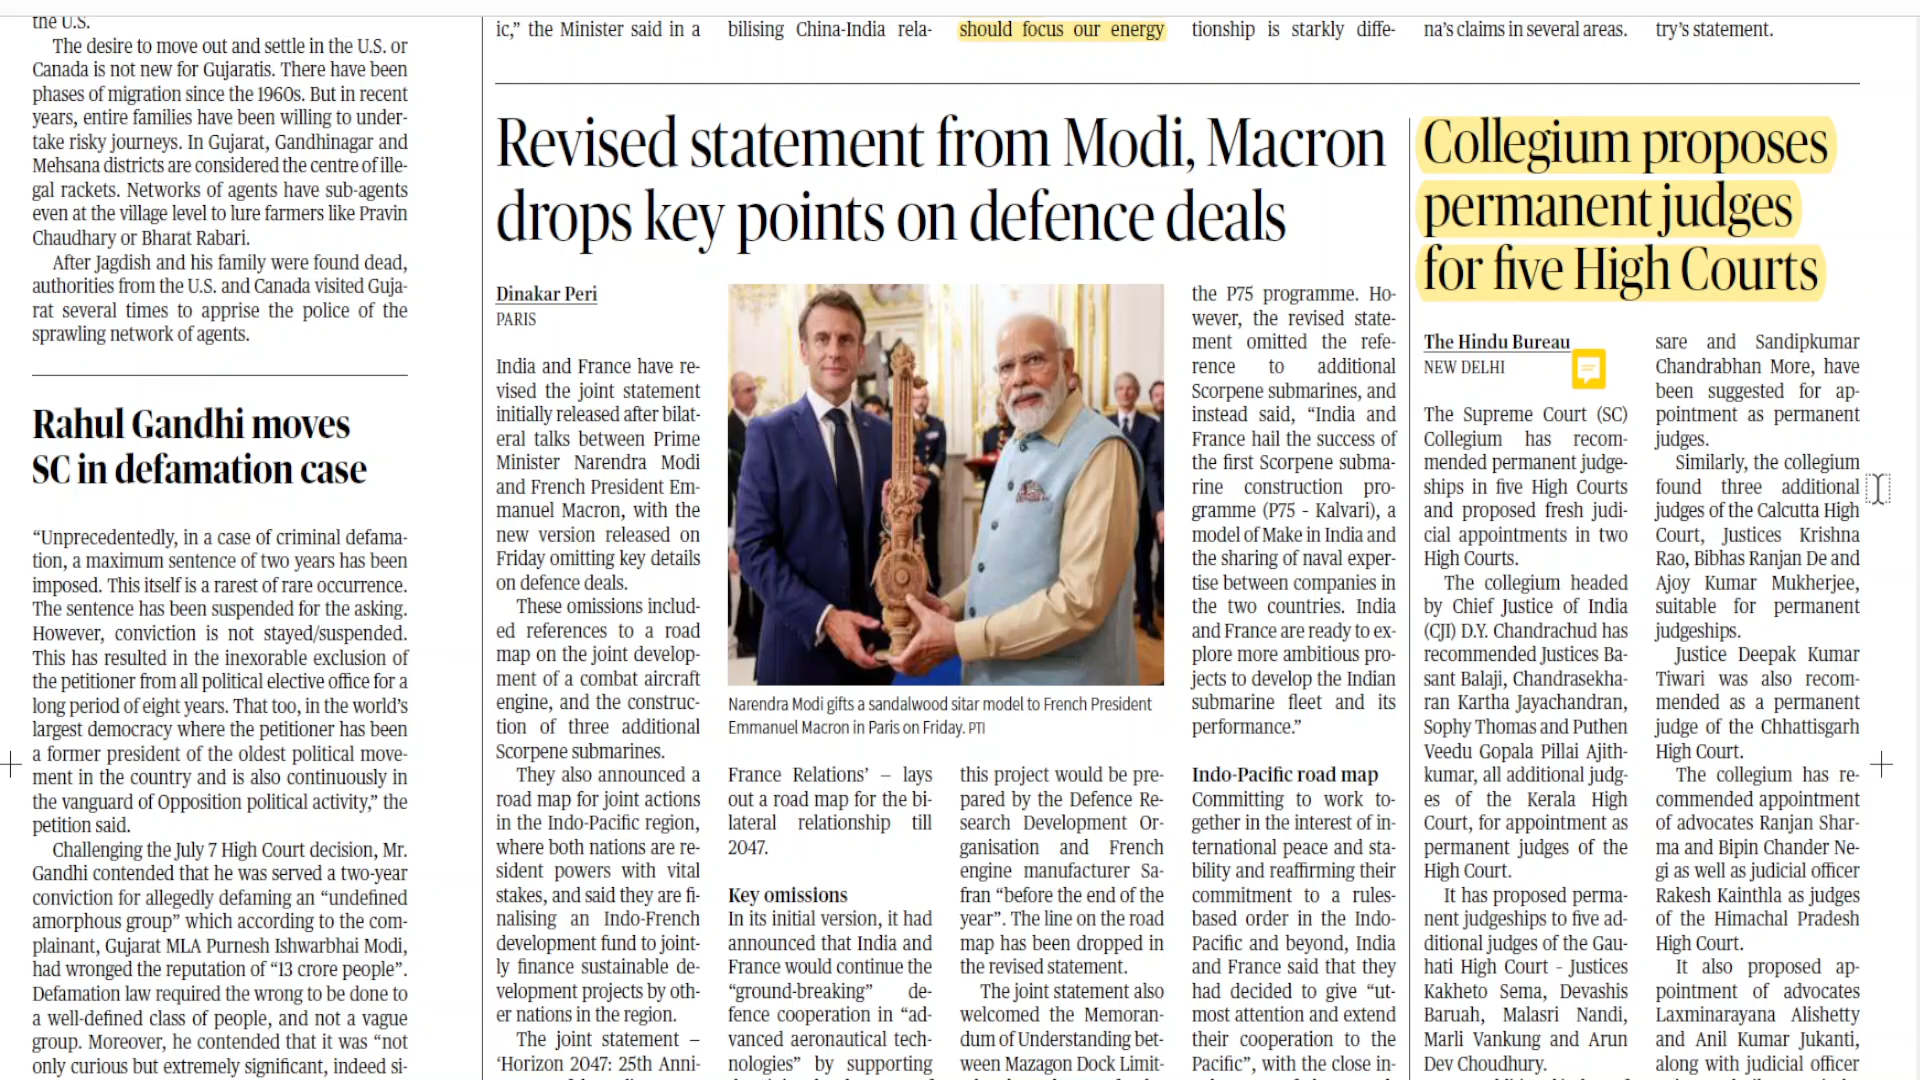 the U.S.
The desire to move out and settle in the U.S. or
Canada is not new for Gujaratis. There have been
phases of migration since the 1960s. But in recent
years, entire families have been willing to under-
take risky journeys. In Gujarat, Gandhinagar and
Mehsana districts are considered the centre of ille-
gal rackets. Networks of agents have sub-agents
even at the village level to lure farmers like Pravin
Chaudhary or Bharat Rabari.
After Jagdish and his family were found dead,
authorities from the U.S. and Canada visited Guja-
rat several times to apprise the police of the
sprawling network of agents.
Rahul Gandhi moves
SC in defamation case
“Unprecedentedly, in a case of criminal defama-
tion, a maximum sentence of two years has been
imposed. This itself is a rarest of rare occurrence.
The sentence has been suspended for the asking.
However, conviction is not stayed/suspended.
This has resulted in the inexorable exclusion of
the petitioner from all political elective office for a
long period of eight years. That too, in the world’s
largest democracy where the petitioner has been
a former president of the oldest political move-
ment in the country and is also continuously in
the vanguard of Opposition political activity,” the
petition said.
Challenging the July 7 High Court decision, Mr.
Gandhi contended that he was served a two-year
conviction for allegedly defaming an “undefined
amorphous group” which according to the com-
plainant, Gujarat MLA Purnesh Ishwarbhai Modi,
had wronged the reputation of “13 crore people”.
Defamation law required the wrong to be done to
a well-defined class of people, and not a vague
group. Moreover, he contended that it was “not
only curious but extremely significant, indeed si-
ic,” the Minister said in a
bilising China-India rela-
should focus our energy
tionship is starkly diffe-
na’s claims in several areas.
try’s statement.
Revised statement from Modi, Macron
drops key points on defence deals
Dinakar Peri
PARIS
India and France have re-
vised the joint statement
initially released after bilat-
eral talks between Prime
Minister Narendra Modi
and French President Em-
manuel Macron, with the
new version released on
Friday omitting key details
on defence deals.
These omissions includ-
ed references to a road
map on the joint develop-
ment of a combat aircraft
engine, and the construc-
tion of three additional
Scorpene submarines.
They also announced a
road map for joint actions
in the Indo-Pacific region,
where both nations are re-
sident powers with vital
stakes, and said they are fi-
nalising an Indo-French
development fund to joint-
ly finance sustainable de-
velopment projects by oth-
er nations in the region.
The joint statement –
‘Horizon 2047: 25th Anni-
Narendra Modi gifts a sandalwood sitar model to French President
Emmanuel Macron in Paris on Friday. PTI
France Relations’ – lays
out a road map for the bi-
lateral relationship till
2047.
Key omissions
In its initial version, it had
announced that India and
France would continue the
“ground-breaking” de-
fence cooperation in “ad-
vanced aeronautical tech-
nologies” by supporting
this project would be pre-
pared by the Defence Re-
search Development Or-
ganisation and French
engine manufacturer Sa-
fran “before the end of the
year”. The line on the road
map has been dropped in
the revised statement.
The joint statement also
welcomed the Memoran-
dum of Understanding bet-
ween Mazagon Dock Limit-
the P75 programme. Ho-
wever, the revised state-
ment omitted the refe-
rence to additional
Scorpene submarines, and
instead said, “India and
France hail the success of
the first Scorpene subma-
rine construction pro-
gramme (P75 - Kalvari), a
model of Make in India and
the sharing of naval exper-
tise between companies in
the two countries. India
and France are ready to ex-
plore more ambitious pro-
jects to develop the Indian
submarine fleet and its
performance.”
Indo-Pacific road map
Committing to work to-
gether in the interest of in-
ternational peace and sta-
bility and reaffirming their
commitment to a rules-
based order in the Indo-
Pacific and beyond, India
and France said that they
had decided to give “ut-
most attention and extend
their cooperation to the
Pacific”, with the close in-
Collegium proposes
permanent judges
for five High Courts
The Hindu Bureau
NEW DELHI
The Supreme Court (SC)
Collegium has recom-
mended permanent judge-
ships in five High Courts
and proposed fresh judi-
cial appointments in two
High Courts.
The collegium headed
by Chief Justice of India
(CJI) D.Y. Chandrachud has
recommended Justices Ba-
sant Balaji, Chandrasekha-
ran Kartha Jayachandran,
Sophy Thomas and Puthen
Veedu Gopala Pillai Ajith-
kumar, all additional judg-
es of the Kerala High
Court, for appointment as
permanent judges of the
High Court.
It has proposed perma-
nent judgeships to five ad-
ditional judges of the Gau-
hati High Court - Justices
Kakheto Sema, Devashis
Baruah, Malasri Nandi,
Marli Vankung and Arun
Dev Choudhury.
sare and Sandipkumar
Chandrabhan More, have
been suggested for ap-
pointment as permanent
judges.
Similarly, the collegium
found three additional
judges of the Calcutta High
Court, Justices Krishna
Rao, Bibhas Ranjan De and
Ajoy Kumar Mukherjee,
suitable for permanent
judgeships.
Justice Deepak Kumar
Tiwari was also recom-
mended as a permanent
judge of the Chhattisgarh
High Court.
The collegium has re-
commended appointment
of advocates Ranjan Shar-
ma and Bipin Chander Ne-
gi as well as judicial officer
Rakesh Kainthla as judges
of the Himachal Pradesh
High Court.
It also proposed ap-
pointment of advocates
Laxminarayana Alishetty
and Anil Kumar Jukanti,
along with judicial officer